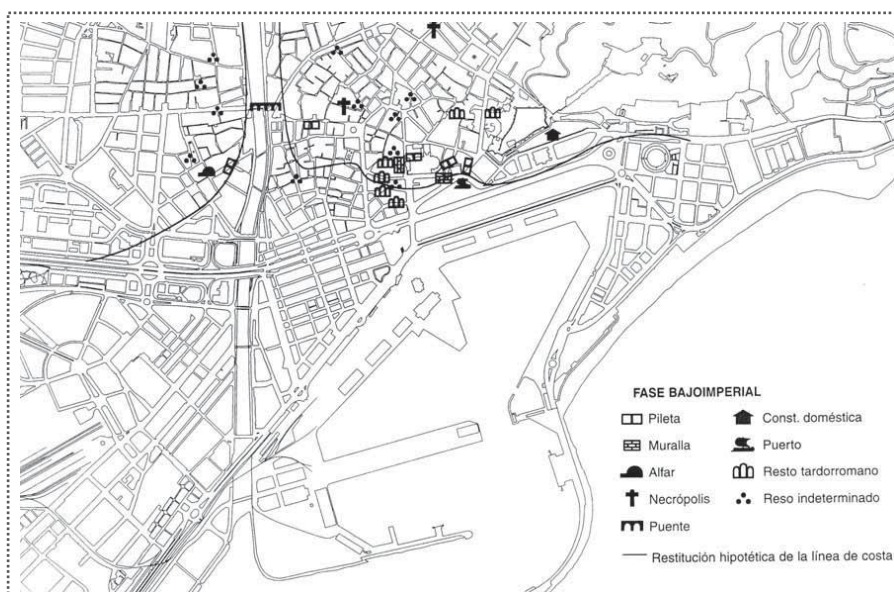 FASE BAJOIMPERIAL
Pileta
Muralla
Alfar
Necrópolis
Puente
Const. doméstica
Puerto
Resto tardorromano
Reso indeterminado
Restitución hipotética de la línea de costa